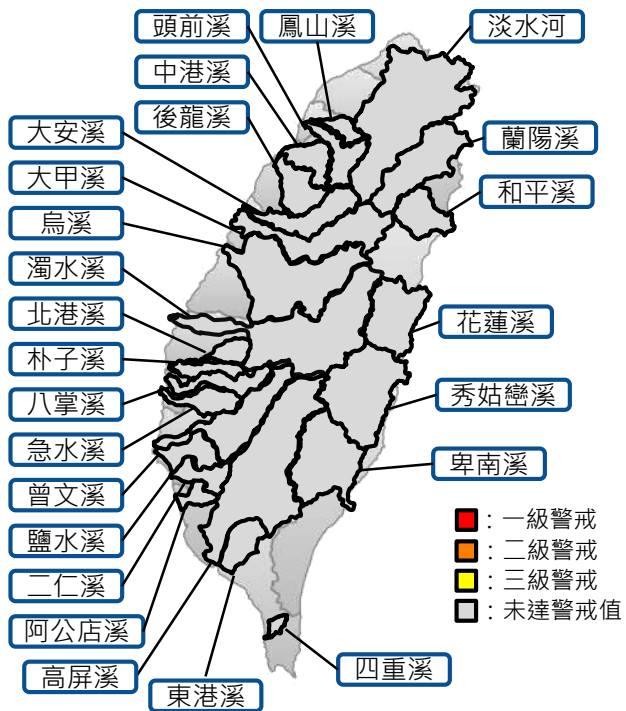 頭前溪
鳳山溪
淡水河
中港溪
後龍溪
大安溪
蘭陽溪
大甲溪
和平溪
烏溪
濁水溪
北港溪
花蓮溪
朴子溪
八掌溪
秀姑巒溪
急水溪
卑南溪
曾文溪
：一級警戒
鹽水溪
：二級警戒
二仁溪
：三級警戒
阿公店溪
：未達警戒值
高屏溪
四重溪
東港溪